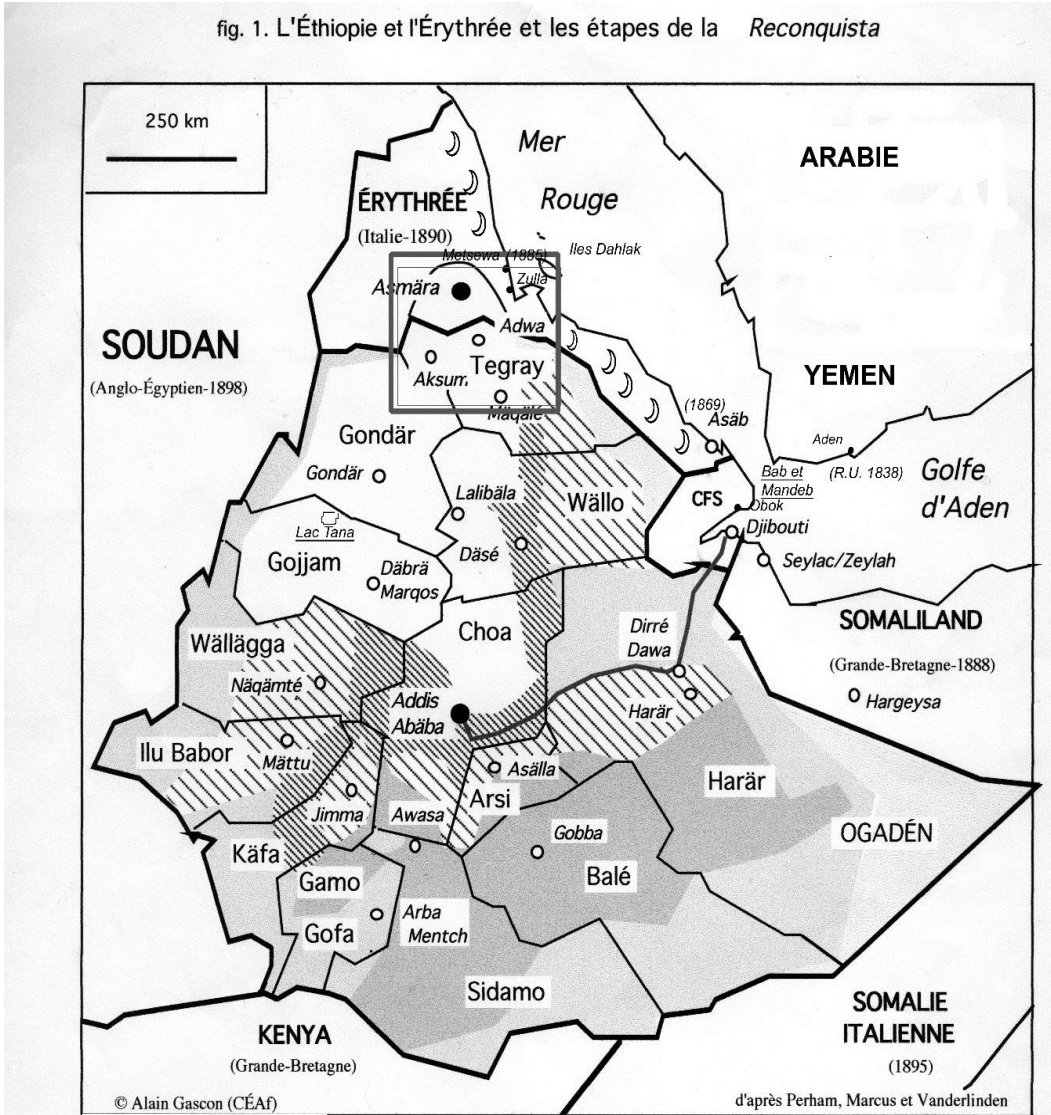 fig. 1. L'Éthiopie et l'Érythrée et les étapes de la Reconquista
250 km
Mer
Rouge
ARABIE
ÉRYTHRÉE
(Italie-1890)
Metsewa (1885)
Iles Dahlak
Zulla
Asmära
SOUDAN
(Anglo-Égyptien-1898)
Adwa
Tegray
Aksum
Mäqälé
YEMEN
(1869)
Asäb
Gondär
Gondär
Aden
(R.U. 1838)
Golfe
d'Aden
Bab et
Mandeb
Lalibäla
Wällo
CFS
Obok
Djibouti
Lac Tana
Gojjam
Däsé
Däbrä
Marqos
Seylac/Zeylah
Choa
Dirré
Dawa
SOMALILAND
(Grande-Bretagne-1888)
Hargeysa
Wällägga
Näqämté
Addis
Abäba
Harär
Ilu Babor
Mättu
Asälla
Harär
Jimma
Awasa
Arsi
OGADÉN
Käfa
Gobba
Balé
Gamo
Gofa
Arba
Mentch
Sidamo
SOMALIE
ITALIENNE
(1895)
KENYA
(Grande-Bretagne)
© Alain Gascon (CÉAf)
d'après Perham, Marcus et Vanderlinden